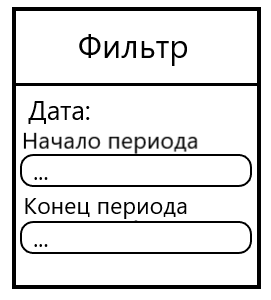 Фильтр
Дата:
Начало периода
...
Конец периода
...